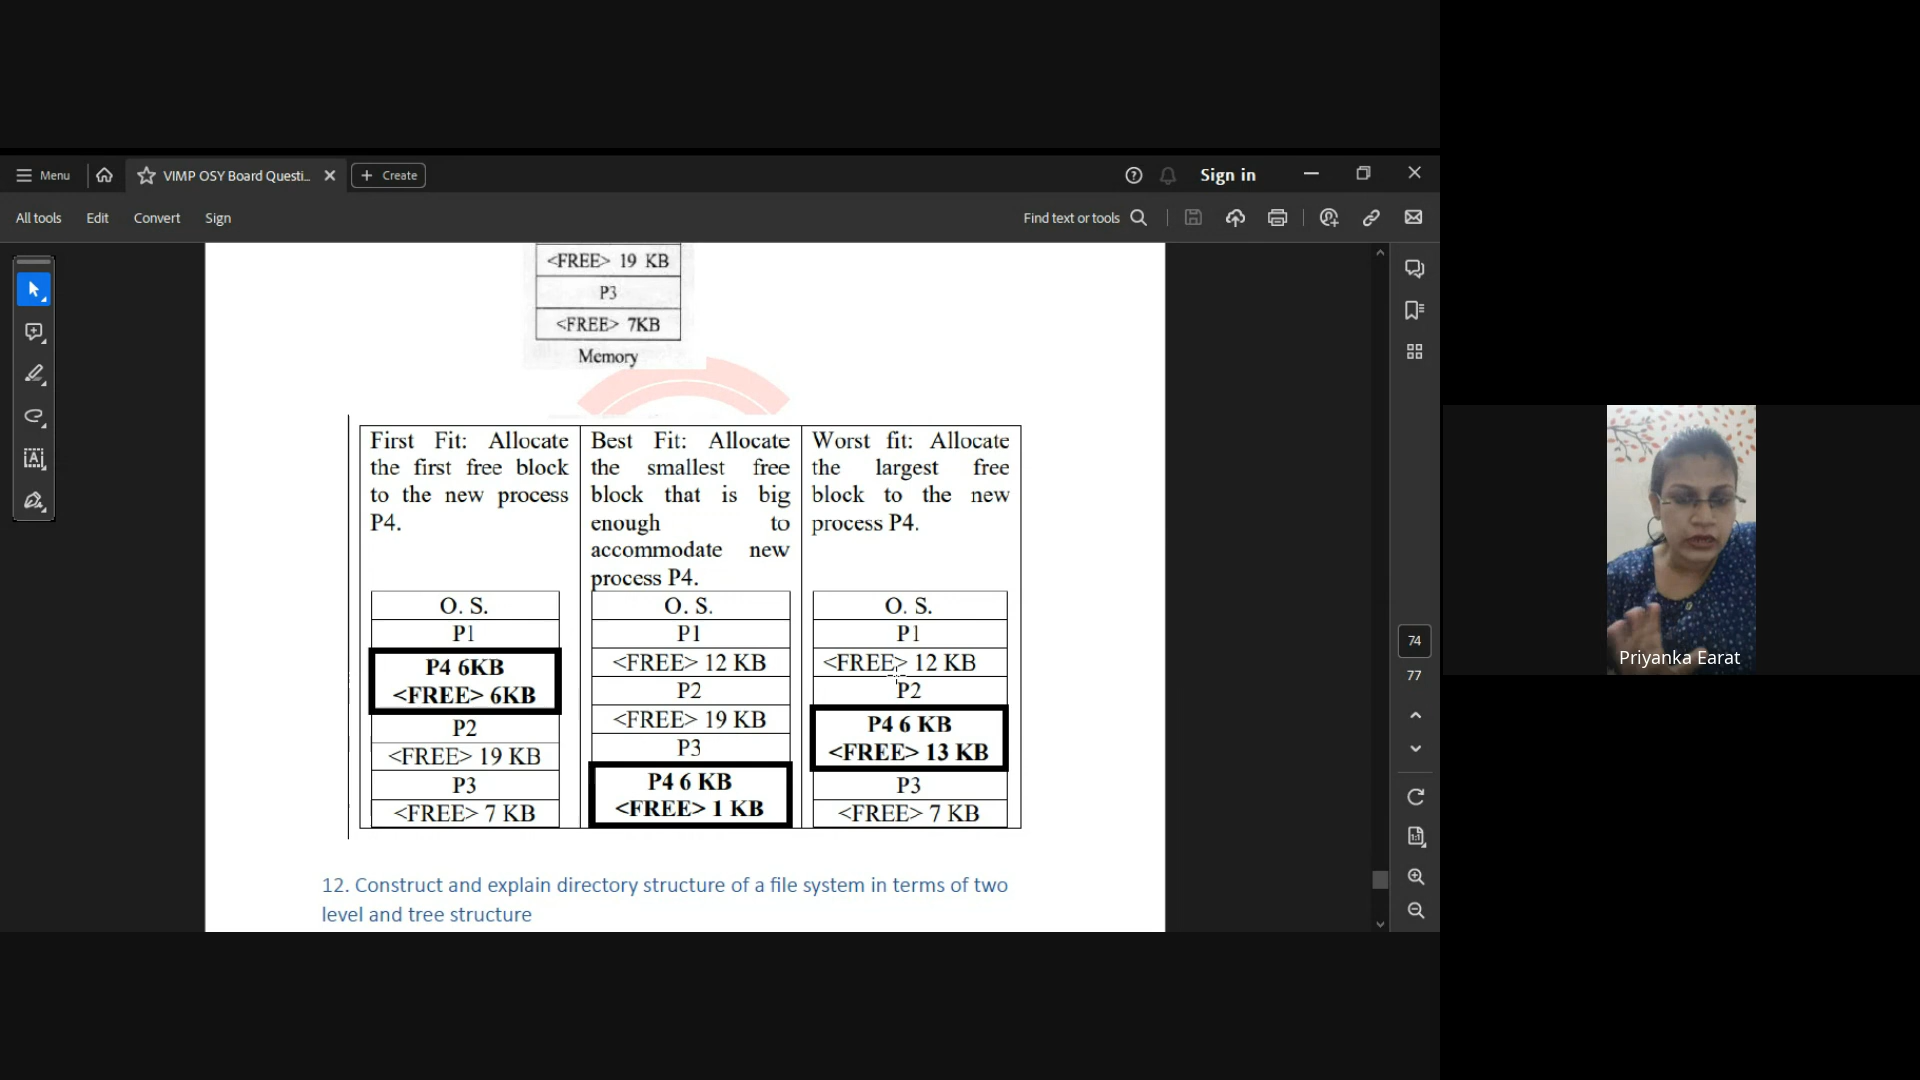 Menu
VIMP OSY Board Questi...
Create
Sign in
All tools
Edit
Convert
Sign
Find text or tools
<FREE> 19 KB
P3
<FREE> 7KB
Memory
First Fit: Allocate
the first free block
to the new process
P4.
O. S.
P1
P4 6KB
<FREE> 6KB
P2
<FREE> 19 KB
P3
<FREE> 7 KB
Best Fit: Allocate
the smallest free
block that is big
enough to
accommodate new
process P4.
O. S.
P1
<FREE> 12 KB
P2
<FREE> 19 KB
P3
P4 6 KB
<FREE> 1 KB
Worst fit: Allocate
the largest free
block to the new
process P4.
O. S.
P1
<FREE> 12 KB
P2
P4 6 KB
<FREE> 13 KB
P3
<FREE> 7 KB
12. Construct and explain directory structure of a file system in terms of two
level and tree structure
74
77
Priyanka Earat